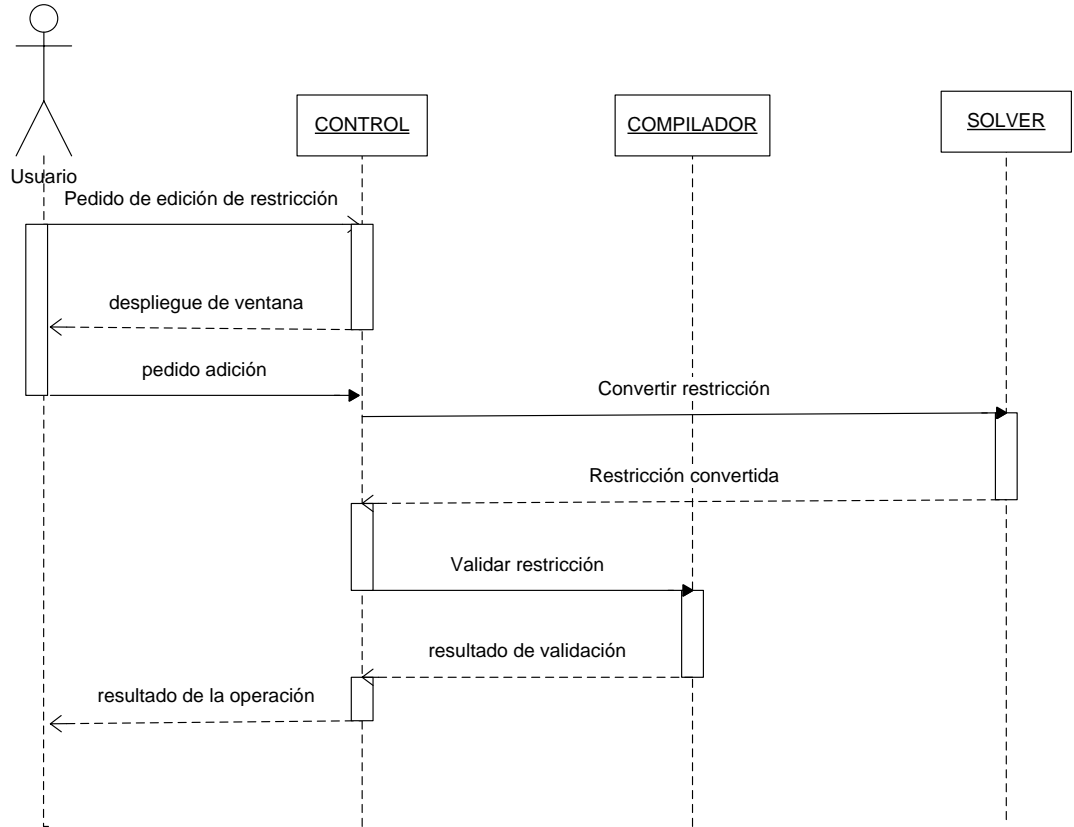 CONTROL
COMPILADOR
SOLVER
Usuario
Pedido de edición de restricción
despliegue de ventana
pedido adición
Convertir restricción
Restricción convertida
Validar restricción
resultado de validación
resultado de la operación